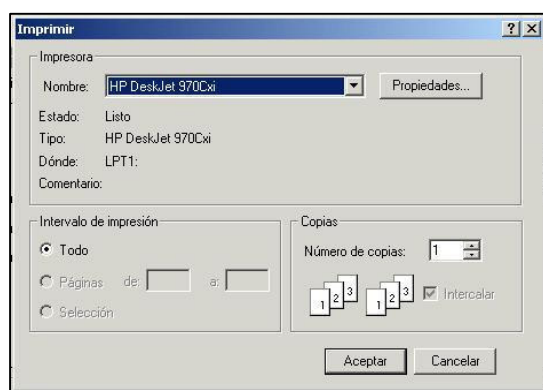 Imprimir
Impresora
Nombre: HP DeskJet 970Cxi Propiedades...
Estado: Listo
Tipo: HP DeskJet 970Cxi
Dónde: LPT1:
Comentario:
Intervalo de impresión
Todo
Páginas de: a:
Selección
Copias
Número de copias: 1
1 2 3 1 2 3 Intercalar
Aceptar Cancelar